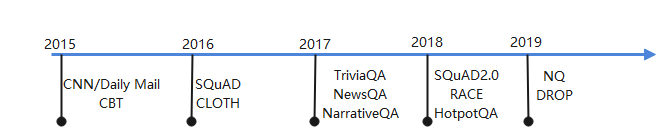 2015
2016
2017
2018
2019
CNN/Daily Mail
CBT
SQuAD
CLOTH
TriviaQA
NewsQA
NarrativeQA
SQuAD2.0
RACE
HotpotQA
NQ
DROP